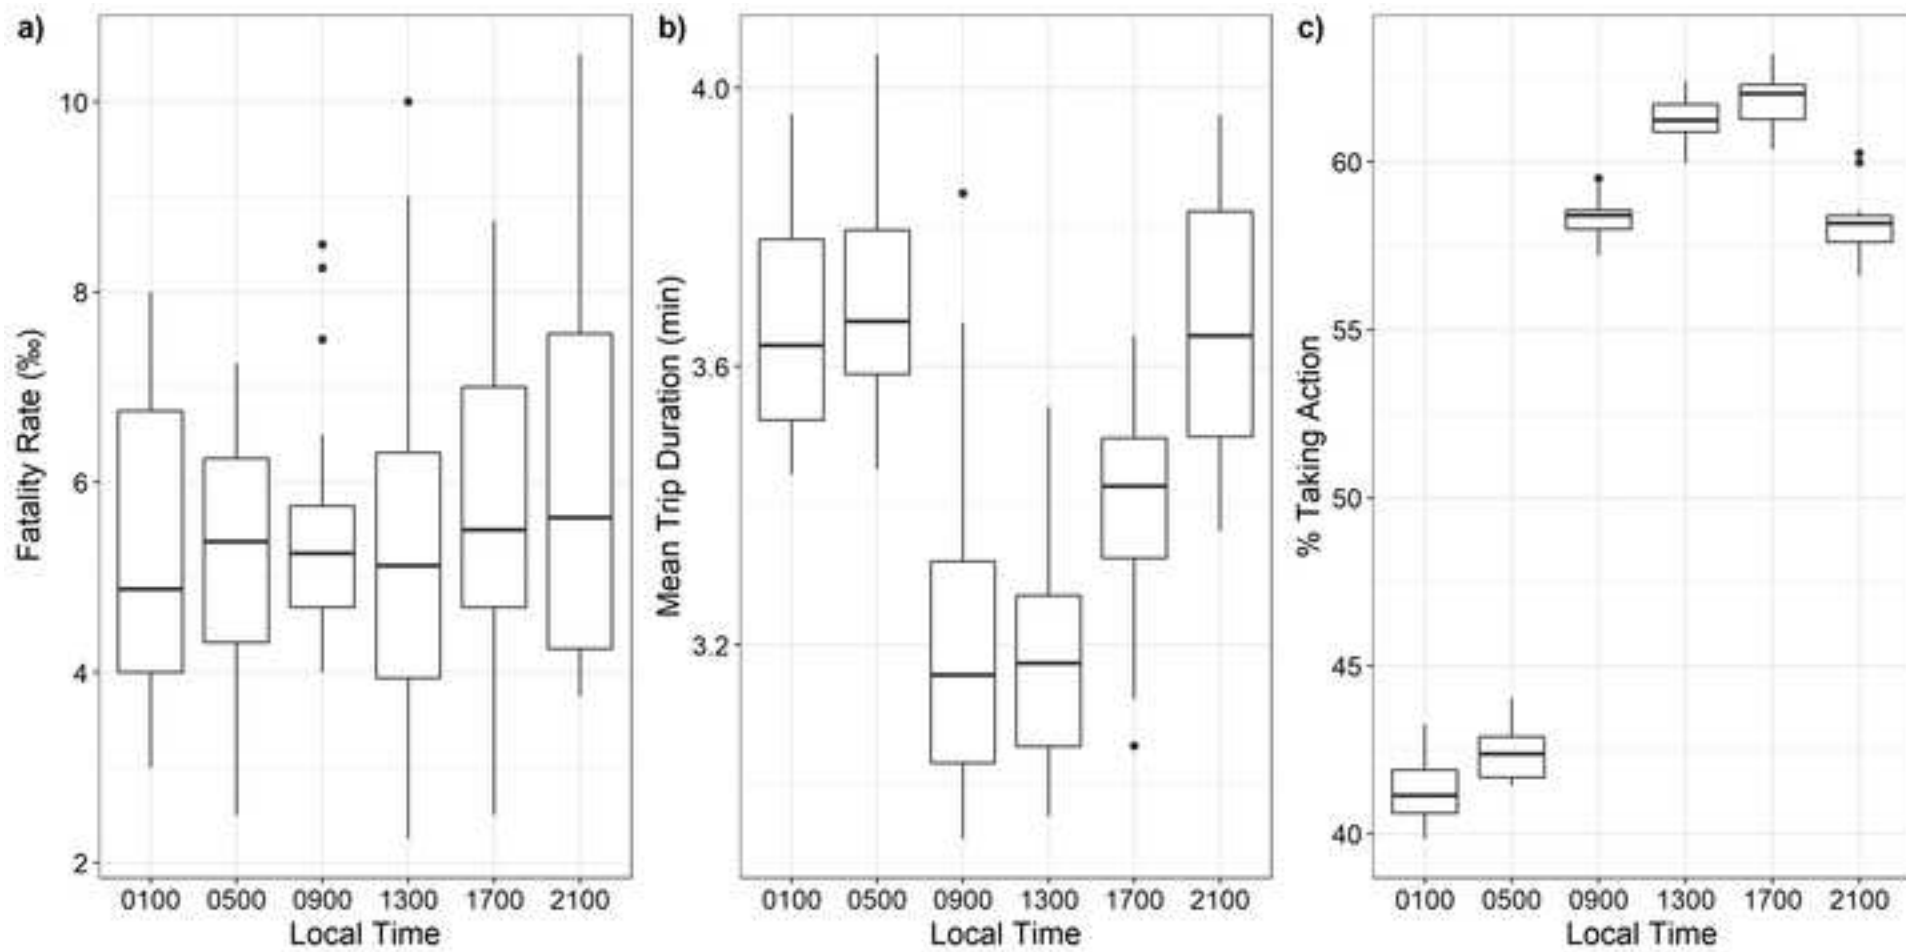 a)
Fatality Rate (‰)
10
8
6
4
2
0100 0500 0900 1300 1700 2100
Local Time
b)
Mean Trip Duration (min)
4.0
3.6
3.2
0100 0500 0900 1300 1700 2100
Local Time
c)
% Taking Action
60
55
50
45
40
0100 0500 0900 1300 1700 2100
Local Time